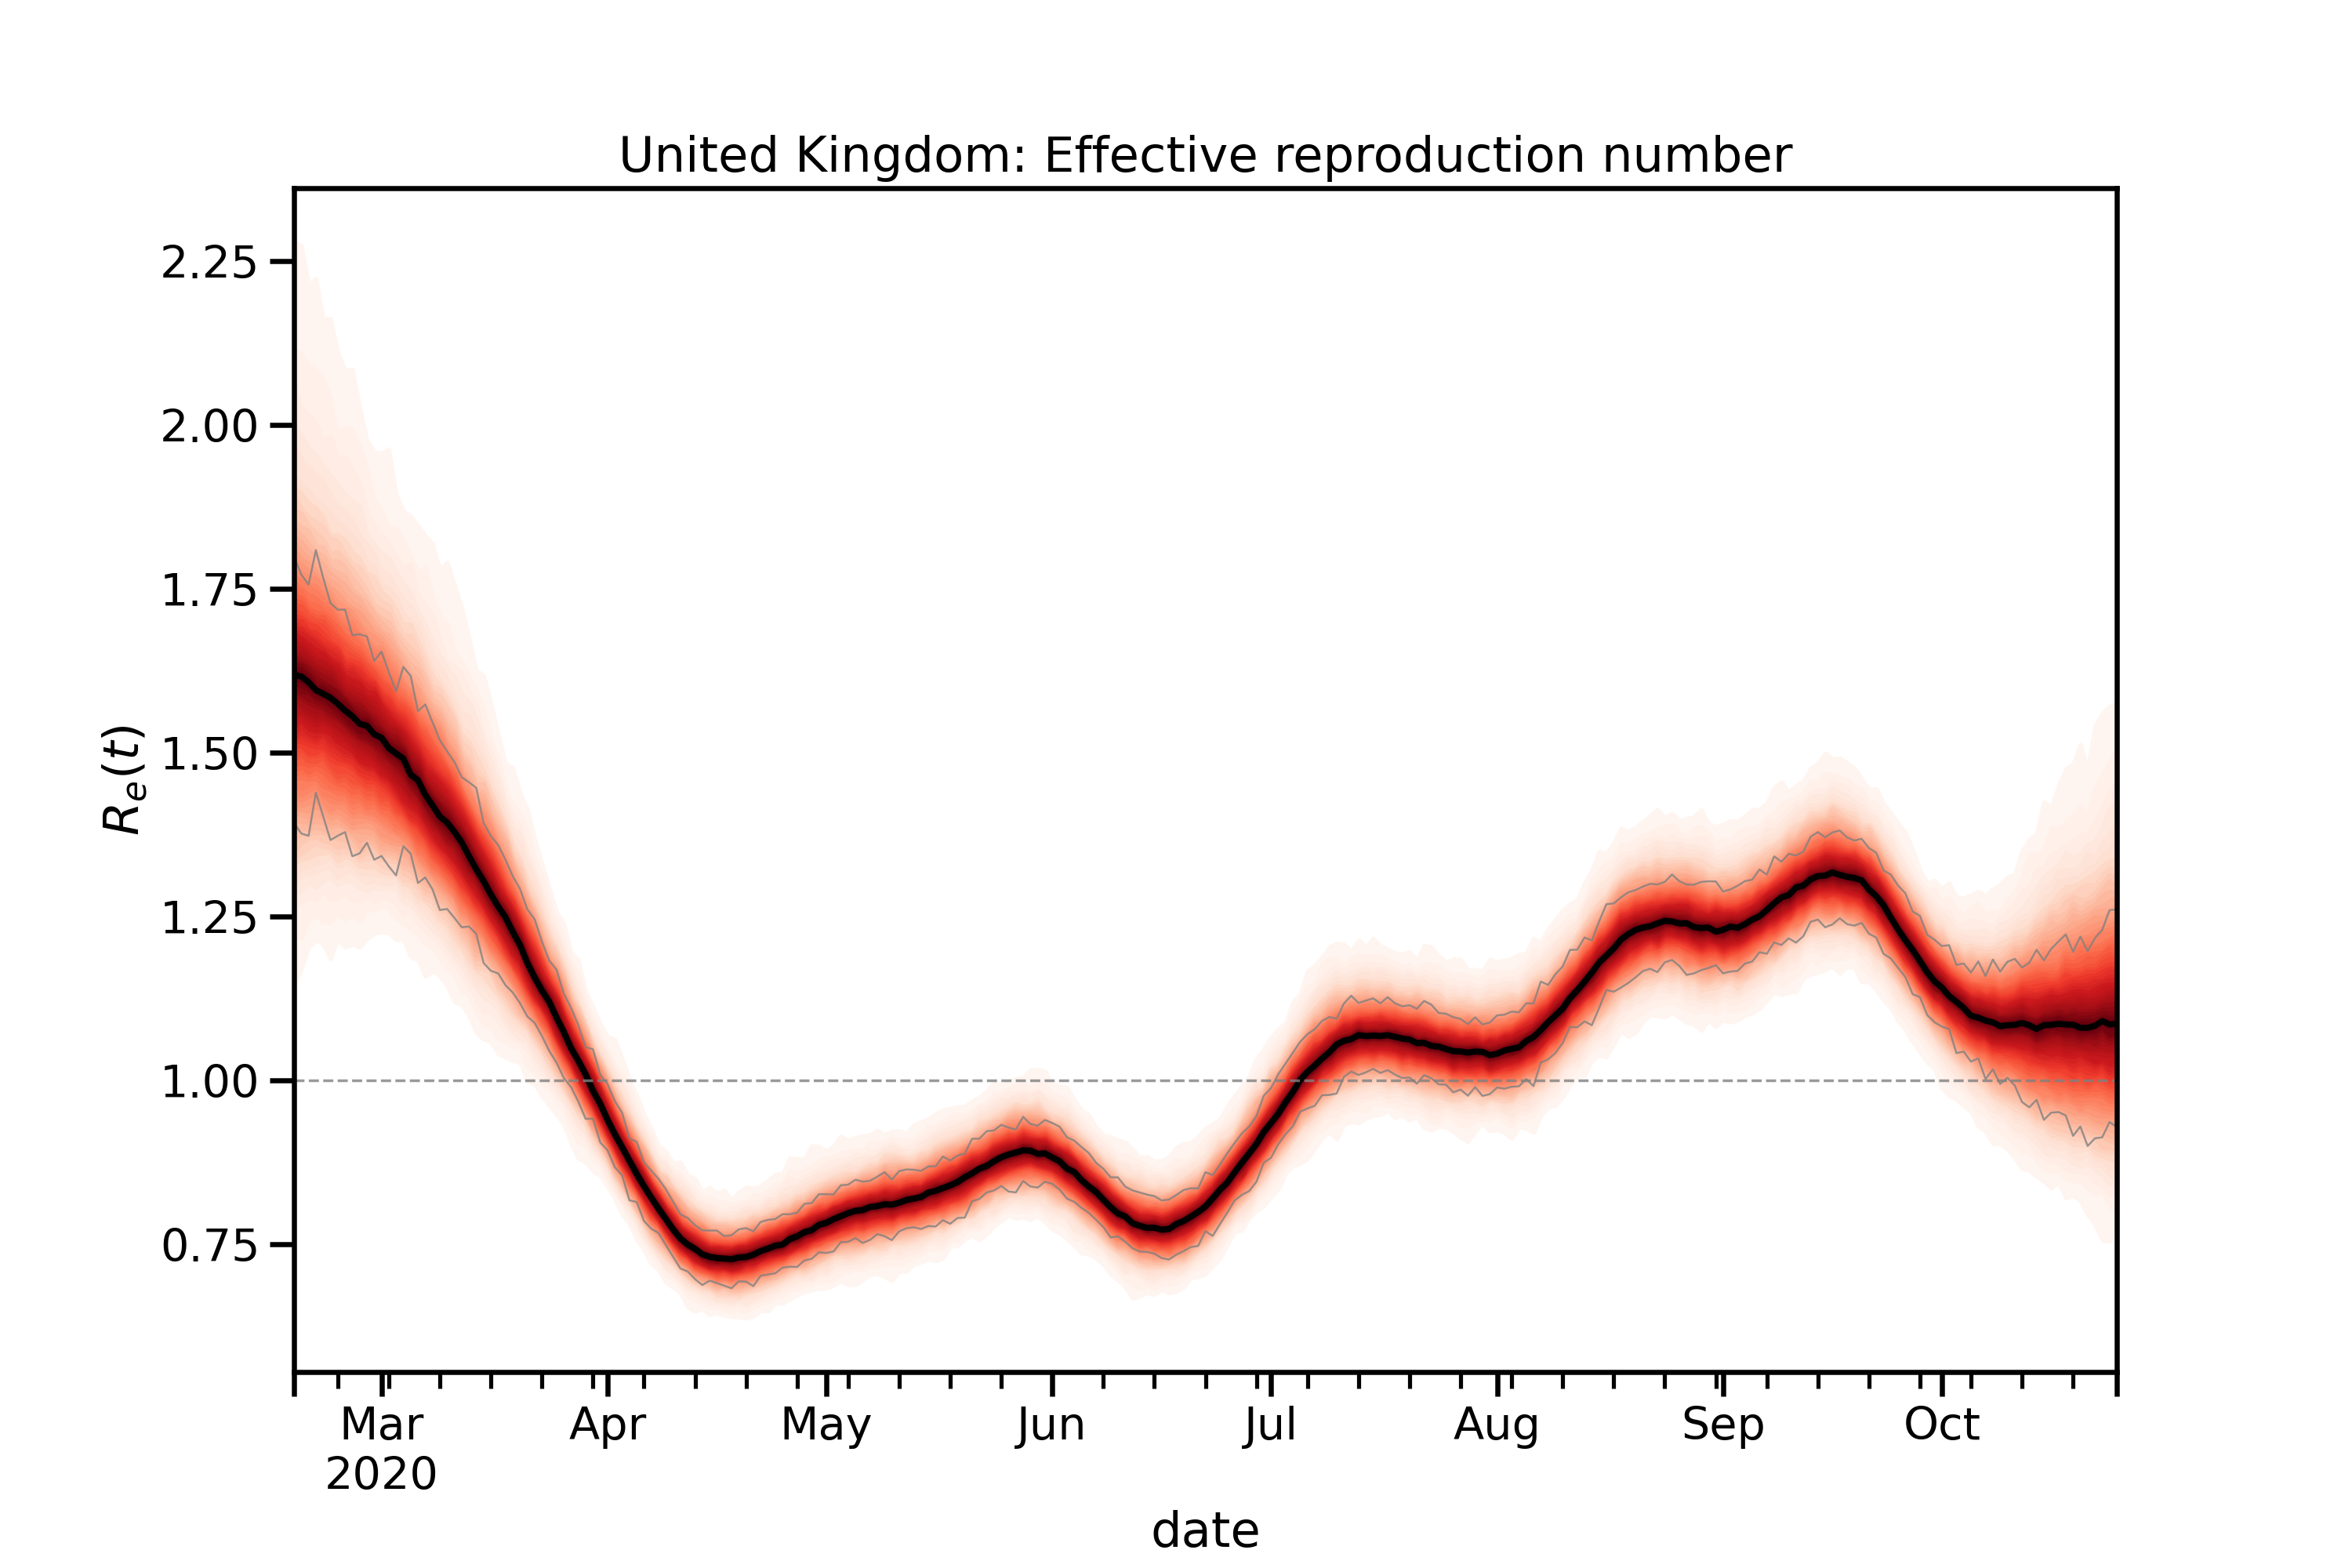 United Kingdom: Effective reproduction number
2.25
2.00
1.75
1.50
1.25
1.00
0.75
Rₑ(t)
Mar Apr May Jun Jul Aug Sep Oct
2020
date